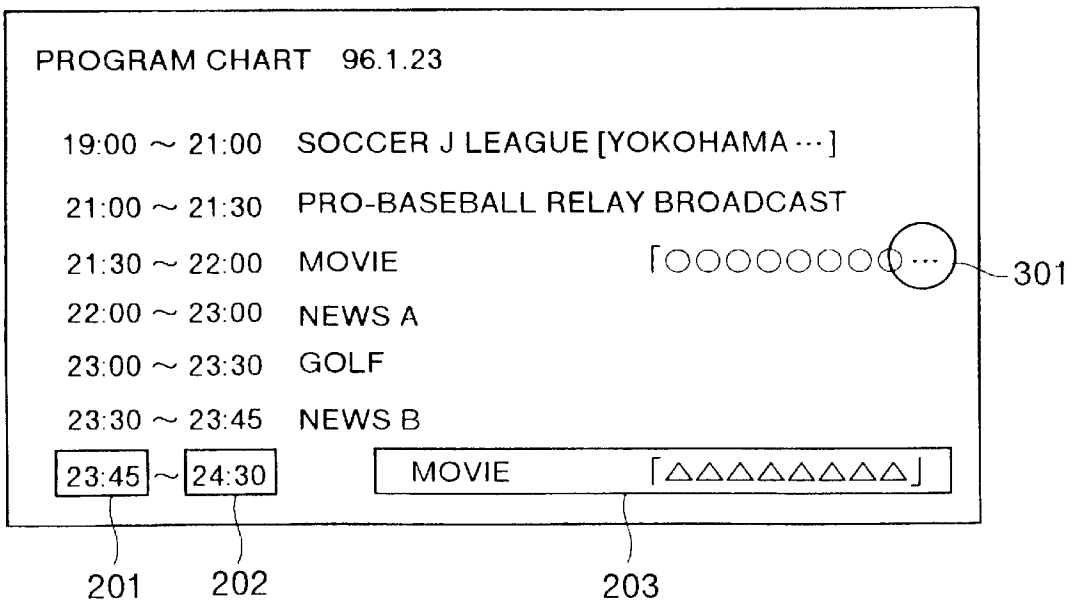 PROGRAM CHART 96.1.23
19:00 ~ 21:00 SOCCER J LEAGUE [YOKOHAMA ···]
21:00 ~ 21:30 PRO-BASEBALL RELAY BROADCAST
21:30 ~ 22:00 MOVIE 「○○○○○○○○ ···
301
22:00 ~ 23:00 NEWS A
23:00 ~ 23:30 GOLF
23:30 ~ 23:45 NEWS B
23:45 ~ 24:30 MOVIE 「△△△△△△△△」
201 202 203